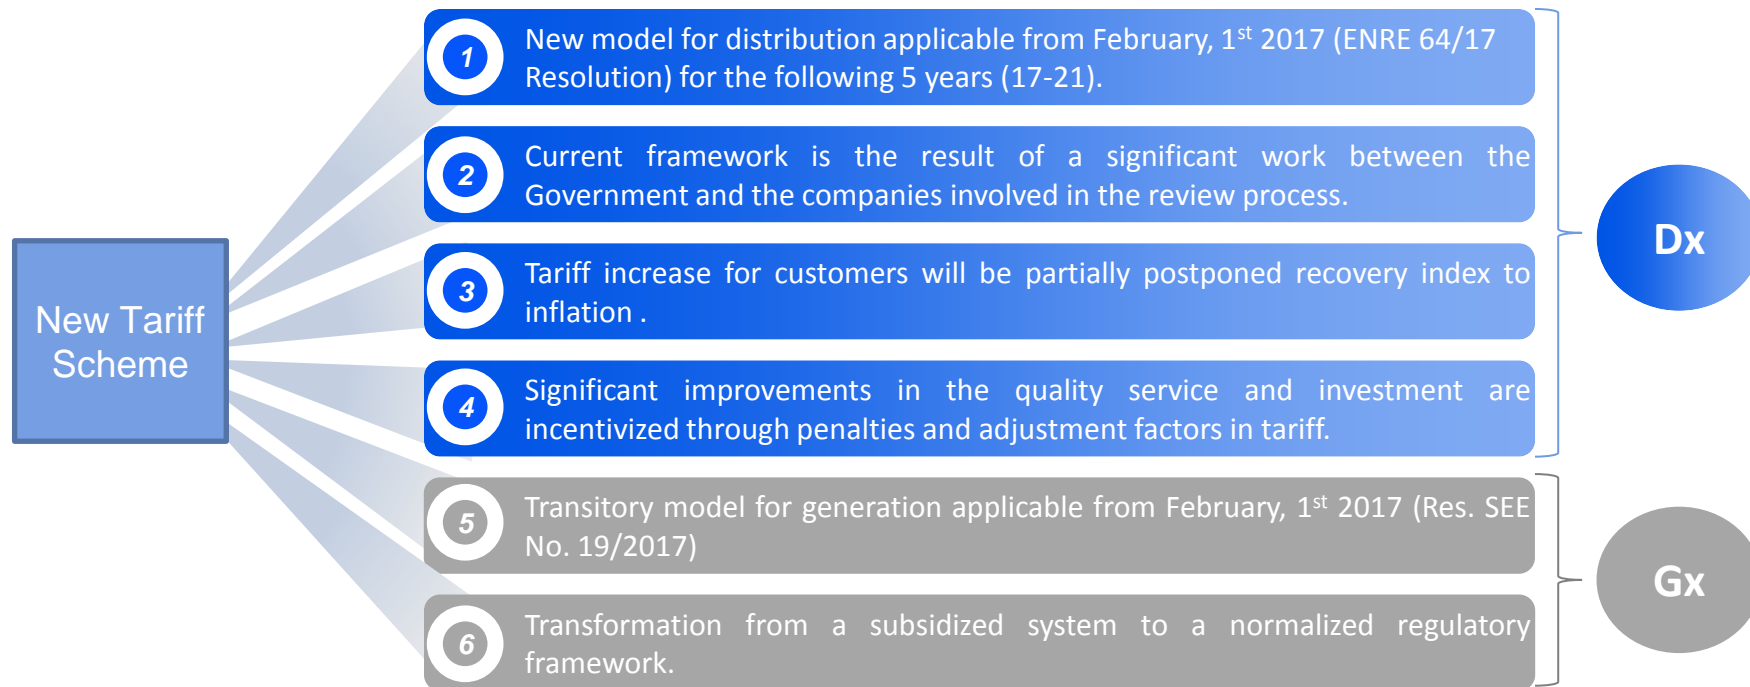 New Tariff
Scheme
1
New model for distribution applicable from February, 1st 2017 (ENRE 64/17
Resolution) for the following 5 years (17-21).
2
Current framework is the result of a significant work between the
Government and the companies involved in the review process.
3
Tariff increase for customers will be partially postponed recovery index to
inflation .
4
Significant improvements in the quality service and investment are
incentivized through penalties and adjustment factors in tariff.
Dx
5
Transitory model for generation applicable from February, 1st 2017 (Res. SEE
No. 19/2017)
6
Transformation from a subsidized system to a normalized regulatory
framework.
Gx